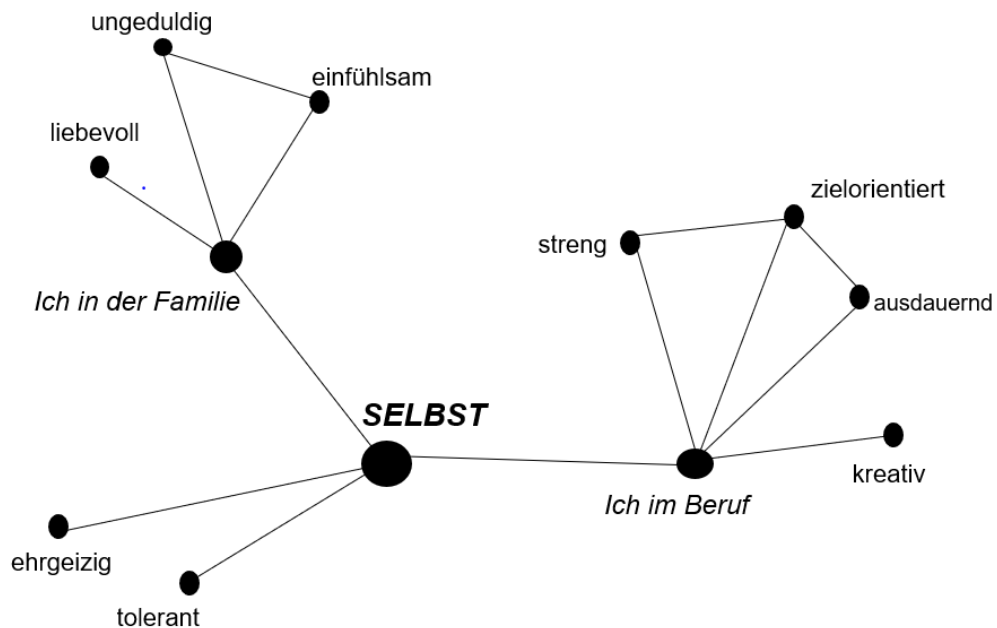 ungeduldig
einfühlsam
liebevoll
zielorientiert
streng
Ich in der Familie
ausdauernd
SELBST
kreativ
Ich im Beruf
ehrgeizig
tolerant